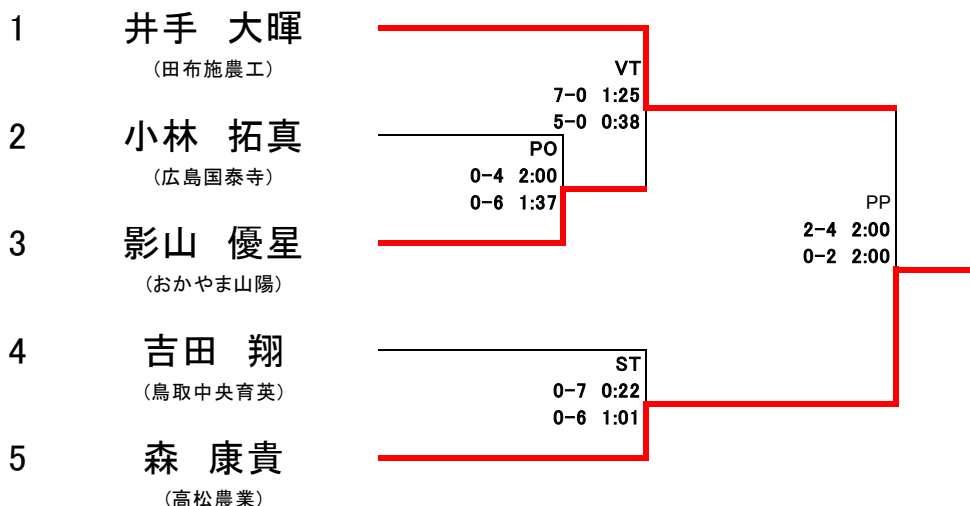 1 井手 大暉
(田布施農工)
VT
7-0 1:25
5-0 0:38
2 小林 拓真
(広島国泰寺)
PO
0-4 2:00
0-6 1:37
3 影山 優星
(おかやま山陽)
PP
2-4 2:00
0-2 2:00
4 吉田 翔
(鳥取中央育英)
ST
0-7 0:22
0-6 1:01
5 森 康貴
(高松農業)